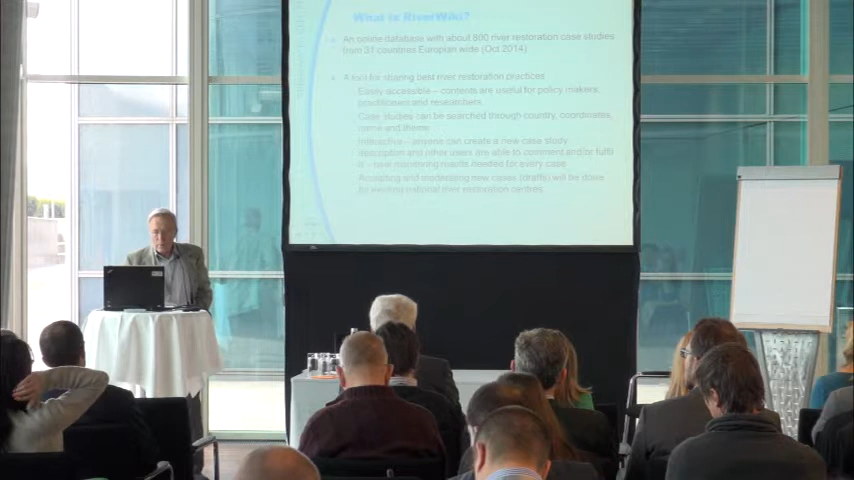 What is RiverWiki?
An online database with about 800 river restoration case studies
from 31 countries Europian wide (Oct 2014)
A tool for sharing best river restoration practices
Easily accessible – contents are useful for policy makers,
practitioners and researchers
Case studies can be searched through country, coordinates,
name and theme
Interactive – anyone can create a new case study
description and other users are able to comment and/or fulfil
it – monitoring results needed for every case
Accepting and moderating new cases (drafts) will be done
by existing national river restoration centres